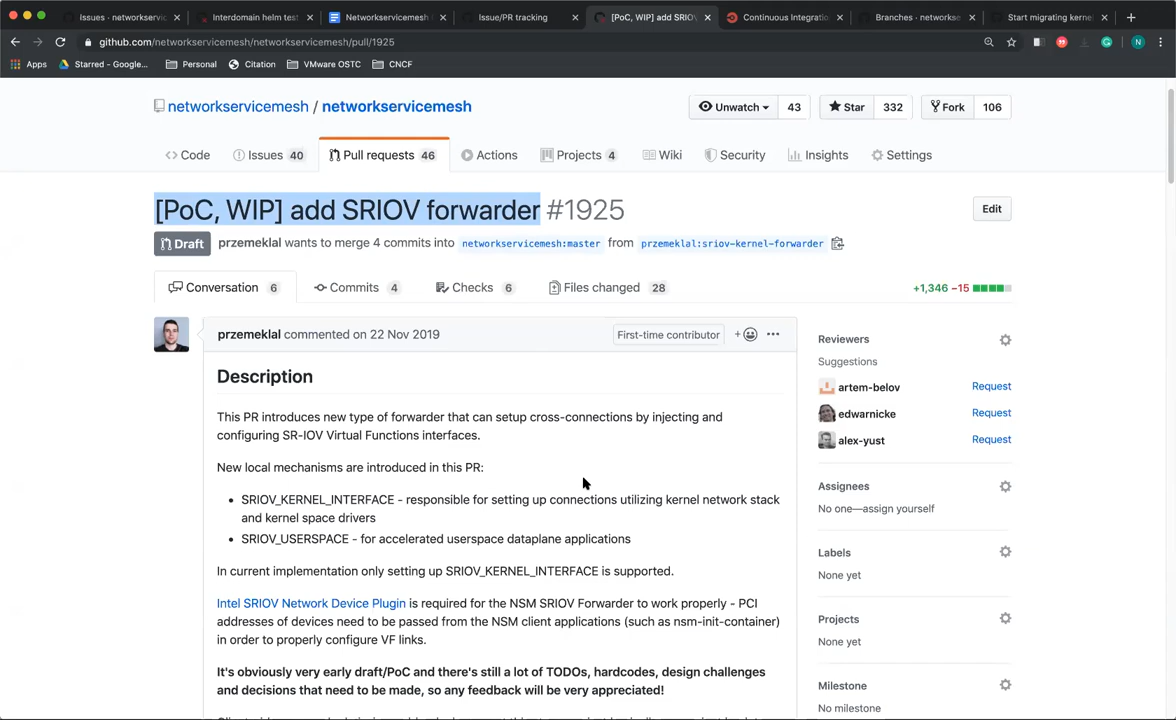 Issues · networkservic
Interdomain helm test
Networkservicemesh
Issue/PR tracking
[PoC, WIP] add SRIOV
Continuous Integratio
Branches · networkse
Start migrating kerne
github.com/networkservicemesh/networkservicemesh/pull/1925
N
Apps
Starred - Google...
Personal
Citation
VMware OSTC
CNCF
networkservicemesh / networkservicemesh
Unwatch 43
Star 332
Fork 106
Code
Issues 40
Pull requests 46
Actions
Projects 4
Wiki
Security
Insights
Settings
[PoC, WIP] add SRIOV forwarder #1925
Edit
Draft
przemeklal wants to merge 4 commits into networkservicemesh:master from przemeklal:sriov-kernel-forwarder
Conversation 6
Commits 4
Checks 6
Files changed 28
+1,346 −15
przemeklal commented on 22 Nov 2019
First-time contributor
Description
This PR introduces new type of forwarder that can setup cross-connections by injecting and
configuring SR-IOV Virtual Functions interfaces.
New local mechanisms are introduced in this PR:
• SRIOV_KERNEL_INTERFACE - responsible for setting up connections utilizing kernel network stack
and kernel space drivers
• SRIOV_USERSPACE - for accelerated userspace dataplane applications
In current implementation only setting up SRIOV_KERNEL_INTERFACE is supported.
Intel SRIOV Network Device Plugin is required for the NSM SRIOV Forwarder to work properly - PCI
addresses of devices need to be passed from the NSM client applications (such as nsm-init-container)
in order to properly configure VF links.
It's obviously very early draft/PoC and there's still a lot of TODOs, hardcodes, design challenges
and decisions that need to be made, so any feedback will be very appreciated!
Reviewers
Suggestions
artem-belov Request
edwarnicke Request
alex-yust Request
Assignees
No one—assign yourself
Labels
None yet
Projects
None yet
Milestone
No milestone